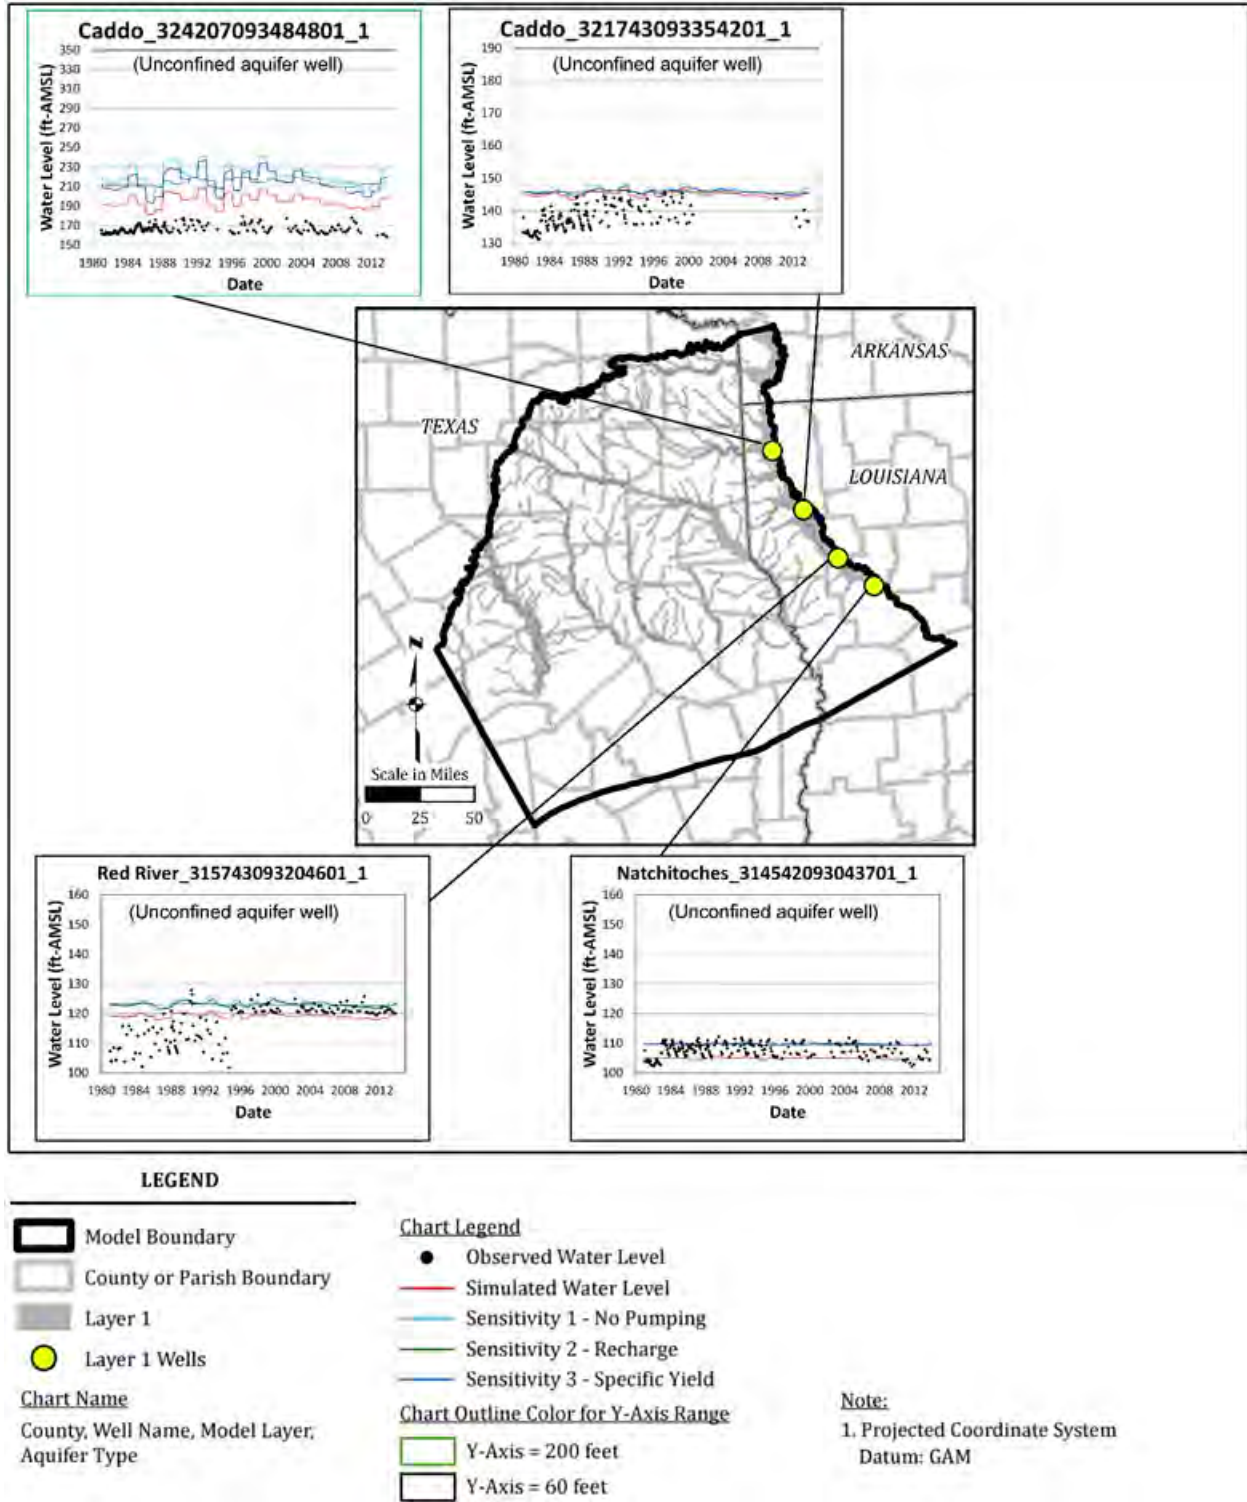 Caddo_324207093484801_1
(Unconfined aquifer well)
Water Level (ft-AMSL)
350
330
310
290
270
250
230
210
190
170
150
1980 1984 1988 1992 1996 2000 2004 2008 2012
Date
Caddo_321743093354201_1
(Unconfined aquifer well)
Water Level (ft-AMSL)
190
180
170
160
150
140
130
1980 1984 1988 1992 1996 2000 2004 2008 2012
Date
ARKANSAS
TEXAS
LOUISIANA
N
Scale in Miles
0 25 50
Red River_315743093204601_1
(Unconfined aquifer well)
Water Level (ft-AMSL)
160
150
140
130
120
110
100
1980 1984 1988 1992 1996 2000 2004 2008 2012
Date
Natchitoches_314542093043701_1
(Unconfined aquifer well)
Water Level (ft-AMSL)
160
150
140
130
120
110
100
1980 1984 1988 1992 1996 2000 2004 2008 2012
Date
LEGEND
Model Boundary
County or Parish Boundary
Layer 1
Layer 1 Wells
Chart Name
County, Well Name, Model Layer,
Aquifer Type
Chart Legend
Observed Water Level
Simulated Water Level
Sensitivity 1 - No Pumping
Sensitivity 2 - Recharge
Sensitivity 3 - Specific Yield
Chart Outline Color for Y-Axis Range
Y-Axis = 200 feet
Y-Axis = 60 feet
Note:
1. Projected Coordinate System
Datum: GAM